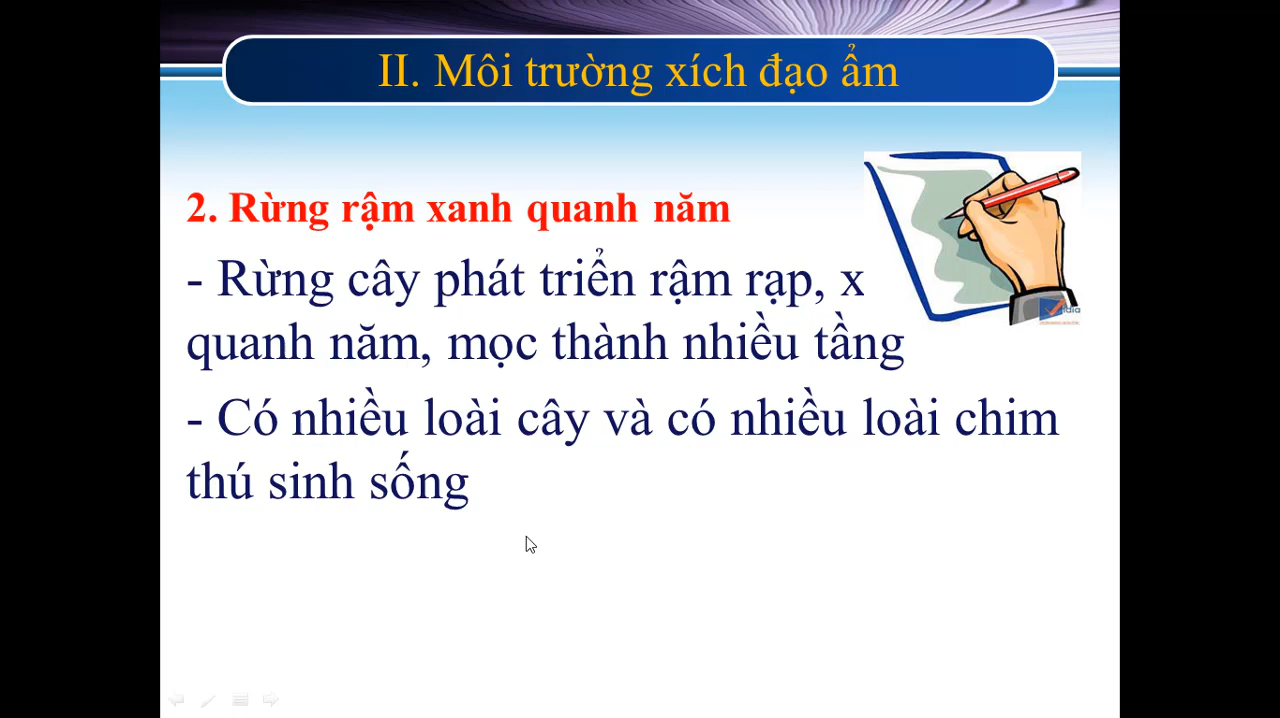 II. Môi trường xích đạo ẩm
2. Rừng rậm xanh quanh năm
- Rừng cây phát triển rậm rạp, x
quanh năm, mọc thành nhiều tầng
- Có nhiều loài cây và có nhiều loài chim
thú sinh sống